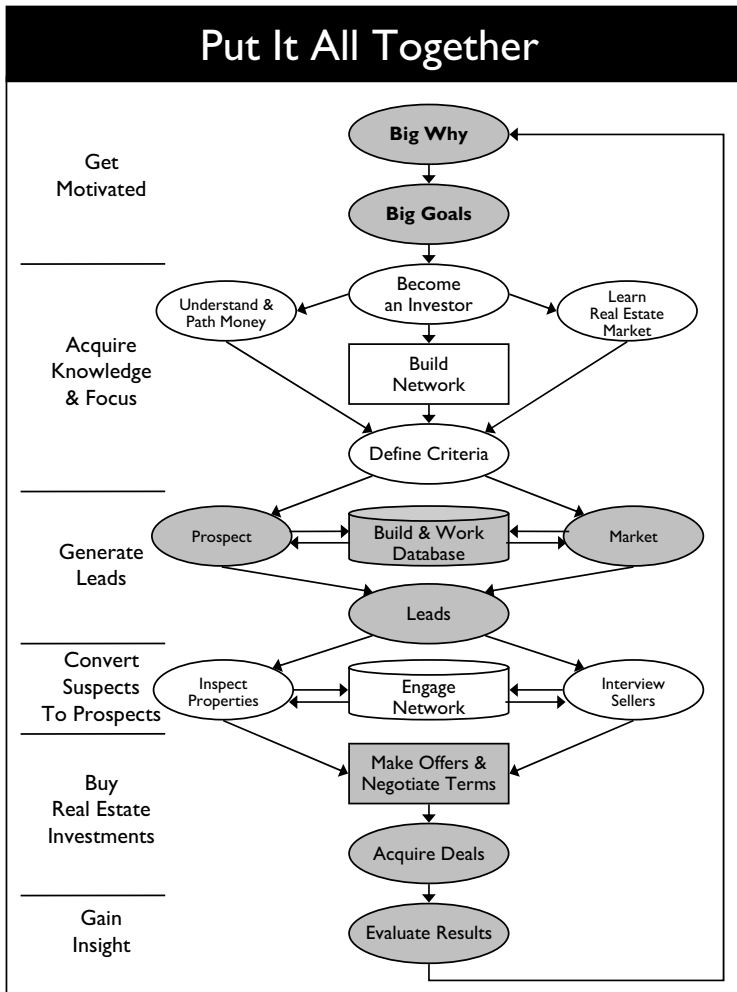 Put It All Together
Get
Motivated
Big Why
Big Goals
Acquire
Knowledge
& Focus
Understand &
Path Money
Become
an Investor
Learn
Real Estate
Market
Build
Network
Define Criteria
Generate
Leads
Prospect
Build & Work
Database
Market
Leads
Convert
Suspects
To Prospects
Inspect
Properties
Engage
Network
Interview
Sellers
Buy
Real Estate
Investments
Make Offers &
Negotiate Terms
Acquire Deals
Gain
Insight
Evaluate Results